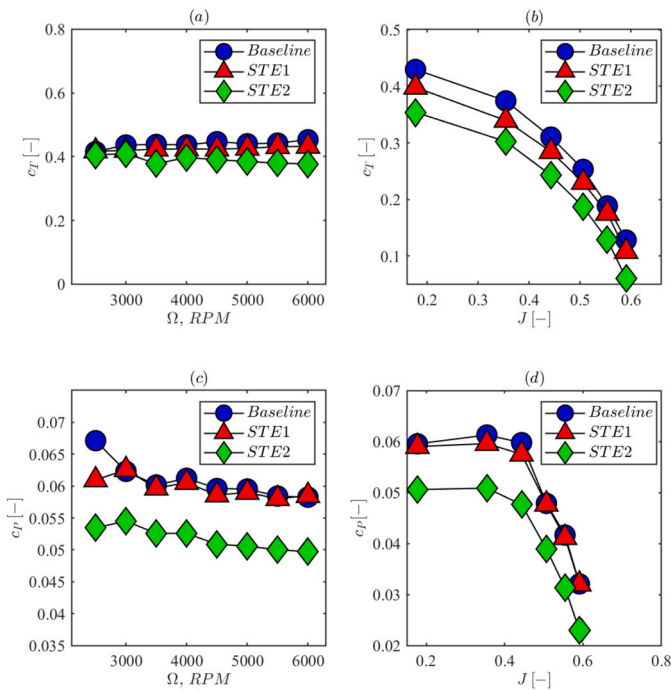 (a)
0.8
0.6
0.4
0.2
0
c_T [−]
Baseline
STE1
STE2
3000 4000 5000 6000
Ω, RPM
(b)
0.5
0.4
0.3
0.2
0.1
c_T [−]
Baseline
STE1
STE2
0.2 0.3 0.4 0.5 0.6
J [−]
(c)
0.07
0.065
0.06
0.055
0.05
0.045
0.04
0.035
c_P [−]
Baseline
STE1
STE2
3000 4000 5000 6000
Ω, RPM
(d)
0.07
0.06
0.05
0.04
0.03
0.02
c_P [−]
Baseline
STE1
STE2
0.2 0.4 0.6 0.8
J [−]